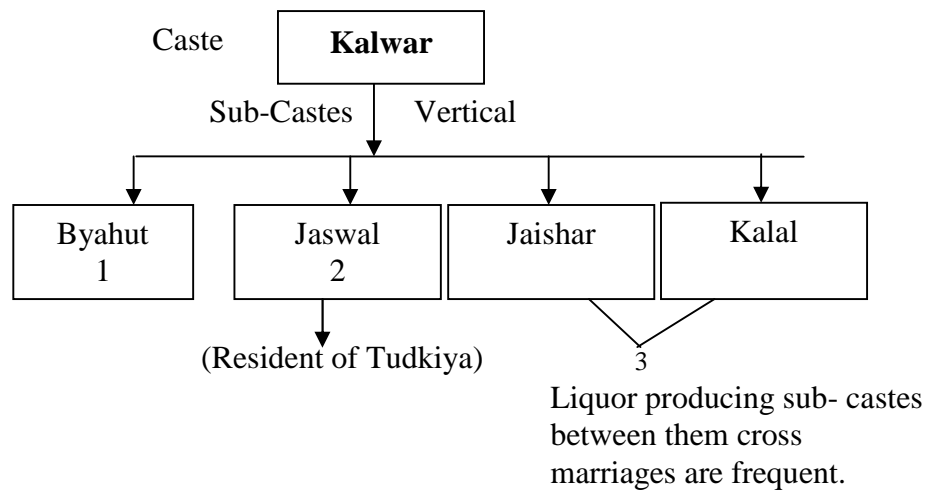 Caste
Kalwar
Sub-Castes Vertical
Byahut
1
Jaswal
2
Jaishar
Kalal
(Resident of Tudkiya)
3
Liquor producing sub- castes
between them cross
marriages are frequent.